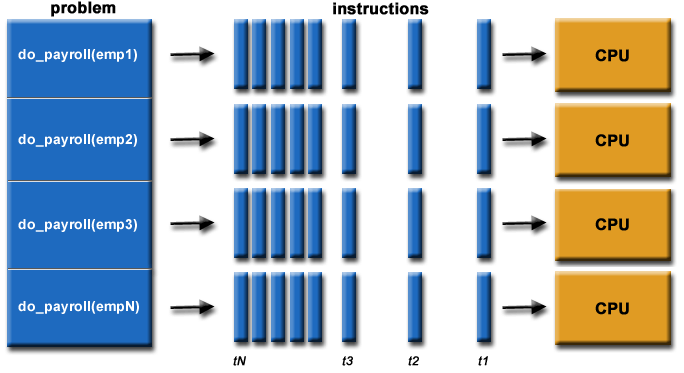 problem instructions
do_payroll(emp1) CPU
do_payroll(emp2) CPU
do_payroll(emp3) CPU
do_payroll(empN) CPU
tN t3 t2 t1